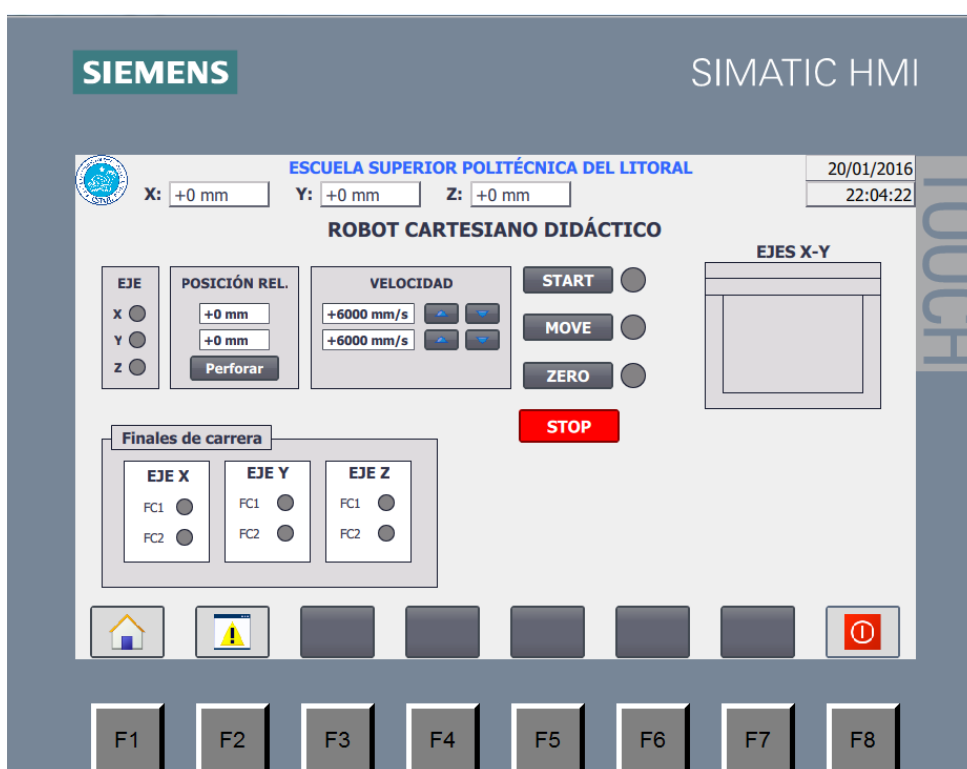 SIEMENS
SIMATIC HMI
TOUCH
ESCUELA SUPERIOR POLITÉCNICA DEL LITORAL
20/01/2016
X: +0 mm Y: +0 mm Z: +0 mm
22:04:22
ROBOT CARTESIANO DIDÁCTICO
EJES X-Y
EJE
X
Y
Z
POSICIÓN REL.
+0 mm
+0 mm
Perforar
VELOCIDAD
+6000 mm/s
+6000 mm/s
START
MOVE
ZERO
STOP
Finales de carrera
EJE X
FC1
FC2
EJE Y
FC1
FC2
EJE Z
FC1
FC2
F1 F2 F3 F4 F5 F6 F7 F8